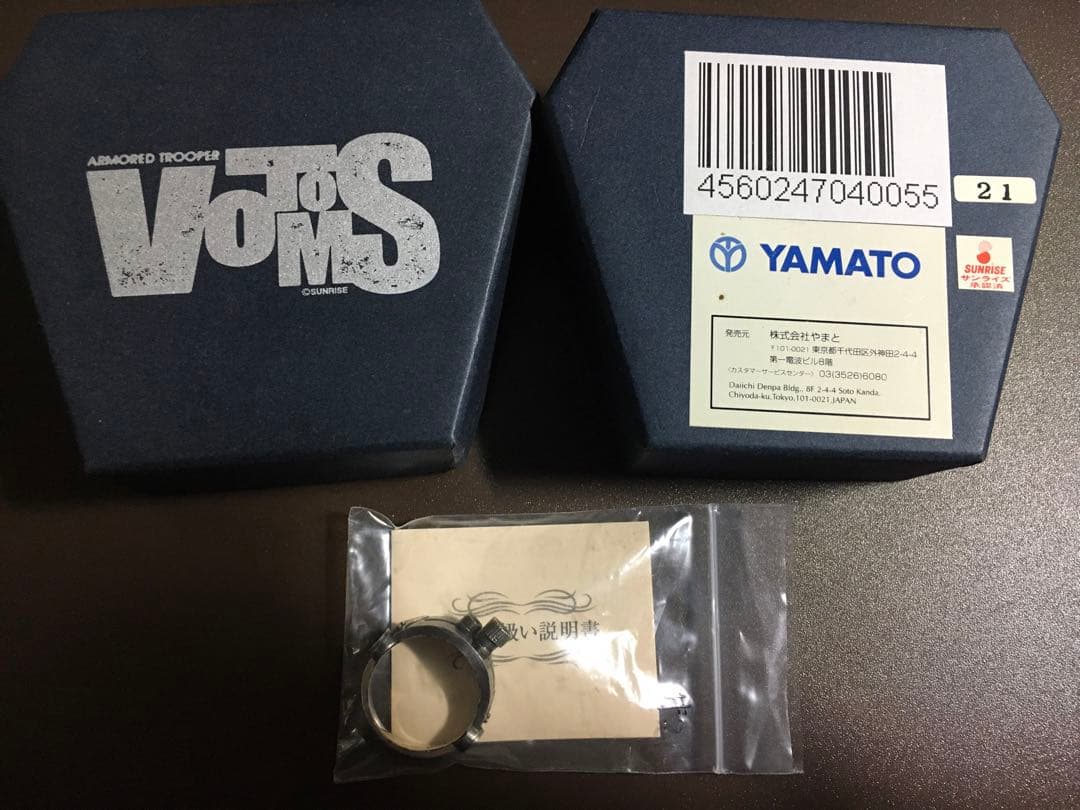 ARMORED TROOPER
VOTOMS
©SUNRISE
4560247040055
21
YAMATO
SUNRISE
サンライズ
承認済
発売元 株式会社やまと
〒101-0021 東京都千代田区外神田2-4-4
第一電波ビル8階
〈カスタマーサービスセンター〉 03(3526)6080
Daiichi Denpa Bldg., 8F 2-4-4 Soto Kanda,
Chiyoda-ku,Tokyo,101-0021,JAPAN
扱い説明書